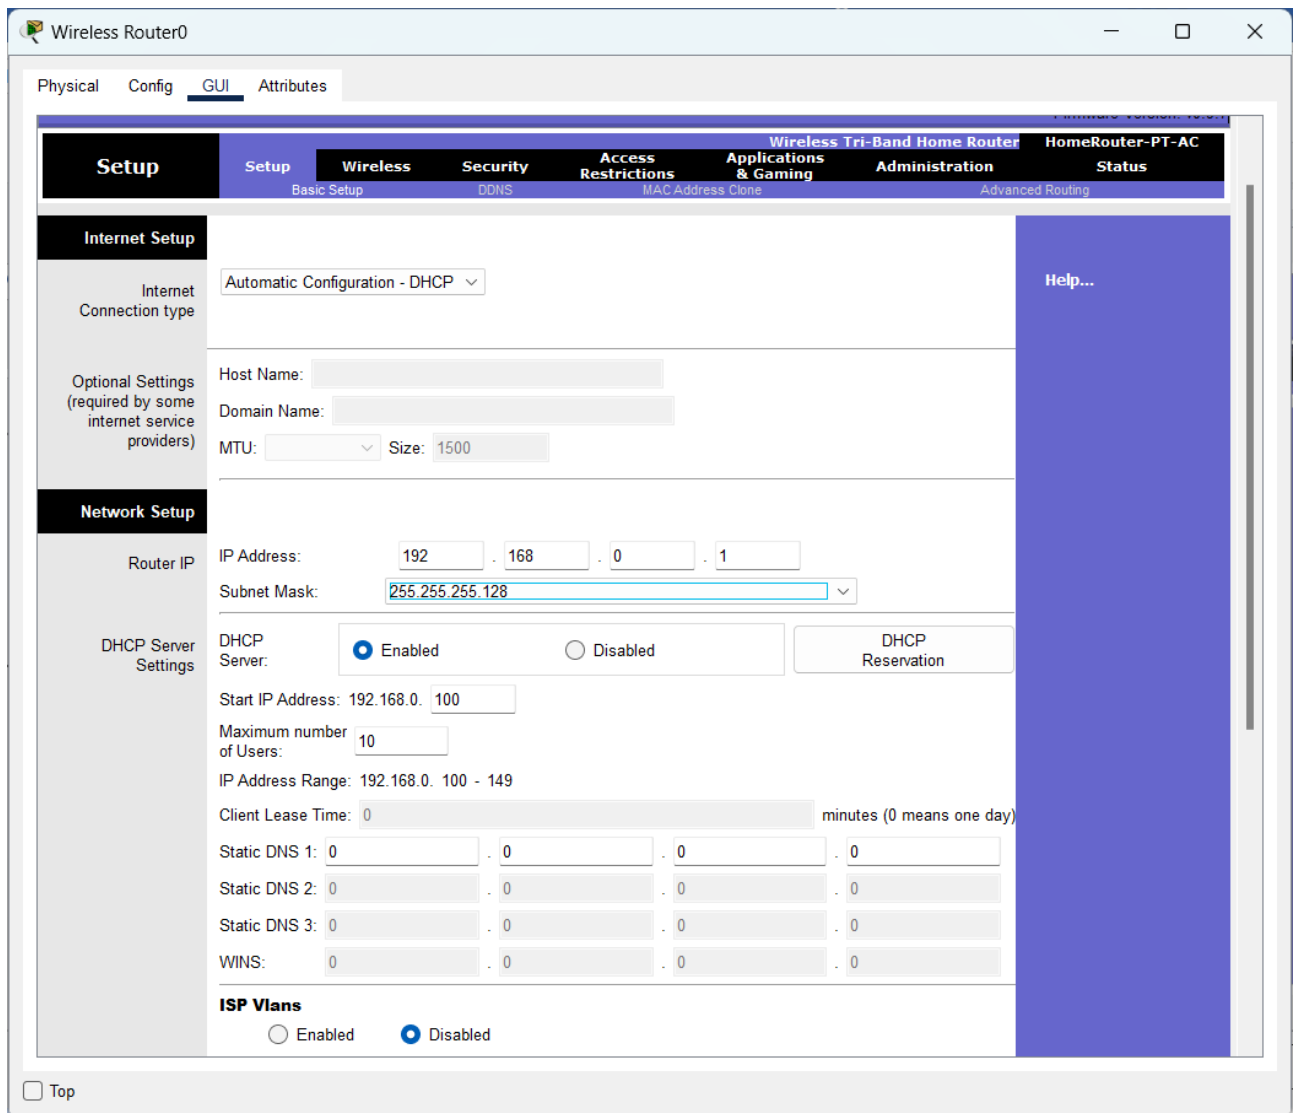 Wireless Router0
Physical Config GUI Attributes
Wireless Tri-Band Home Router HomeRouter-PT-AC
Setup Setup Wireless Security Access Restrictions Applications & Gaming Administration Status
Basic Setup DDNS MAC Address Clone Advanced Routing
Internet Setup
Help...
Internet Connection type Automatic Configuration - DHCP
Optional Settings
(required by some
internet service
providers)
Host Name:
Domain Name:
MTU: Size: 1500
Network Setup
Router IP
IP Address: 192 . 168 . 0 . 1
Subnet Mask: 255.255.255.128
DHCP Server
Settings
DHCP
Server: Enabled Disabled DHCP
Reservation
Start IP Address: 192.168.0. 100
Maximum number
of Users: 10
IP Address Range: 192.168.0. 100 - 149
Client Lease Time: 0 minutes (0 means one day)
Static DNS 1: 0 . 0 . 0 . 0
Static DNS 2: 0 . 0 . 0 . 0
Static DNS 3: 0 . 0 . 0 . 0
WINS: 0 . 0 . 0 . 0
ISP Vlans
Enabled Disabled
Top